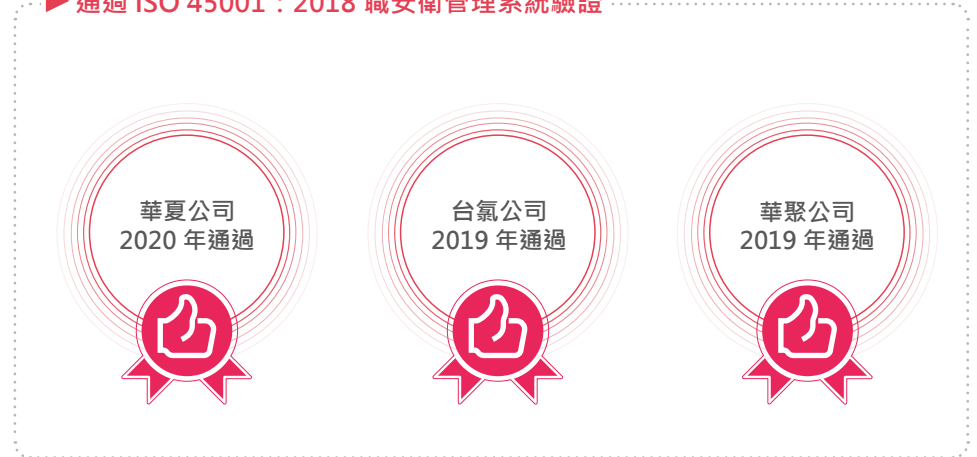 通過 ISO 45001：2018 職安衛管理系統驗證
華夏公司
2020 年通過
台氯公司
2019 年通過
華聚公司
2019 年通過